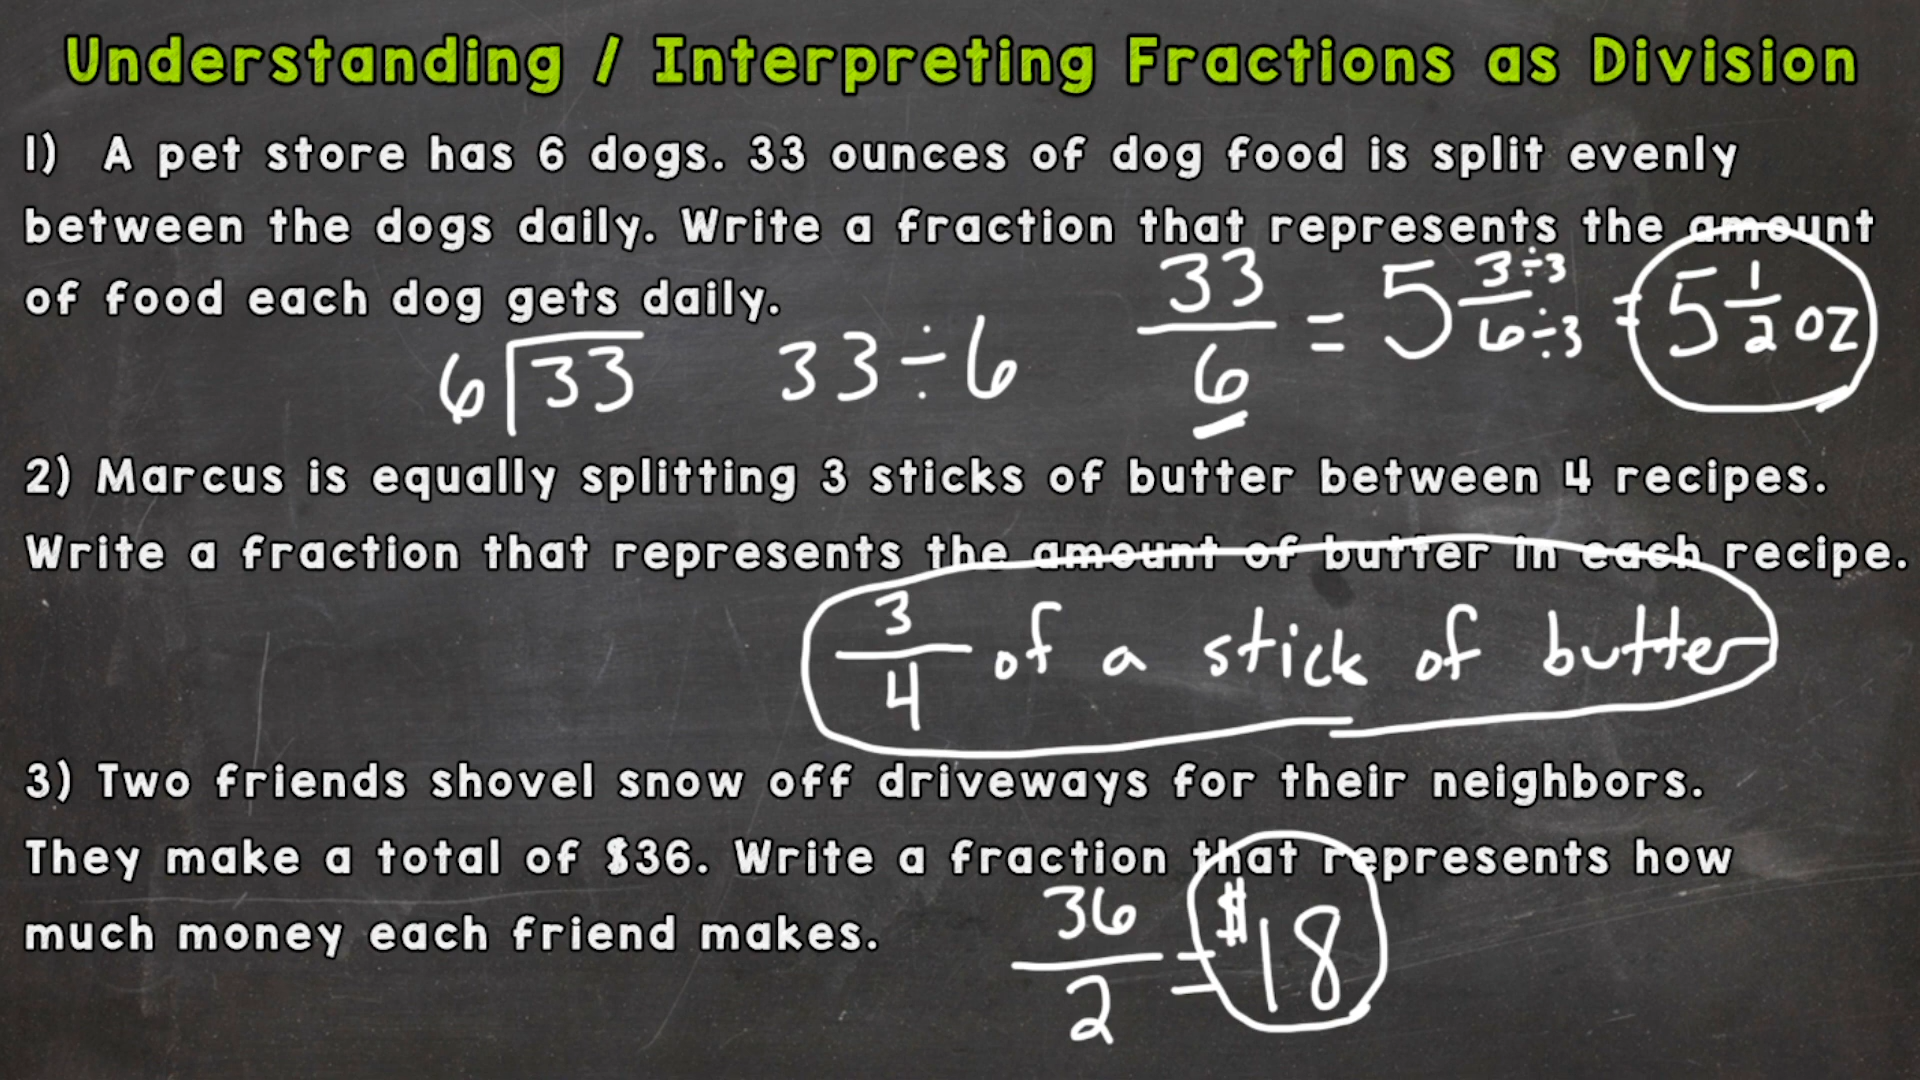 Understanding / Interpreting Fractions as Division
1) A pet store has 6 dogs. 33 ounces of dog food is split evenly
between the dogs daily. Write a fraction that represents the amount
of food each dog gets daily.
6⟌33 33÷6 33/6 = 5 3÷3/6÷3 = 5 1/2 oz
2) Marcus is equally splitting 3 sticks of butter between 4 recipes.
Write a fraction that represents the amount of butter in each recipe.
3/4 of a stick of butter
3) Two friends shovel snow off driveways for their neighbors.
They make a total of $36. Write a fraction that represents how
much money each friend makes.
36/2 = $18